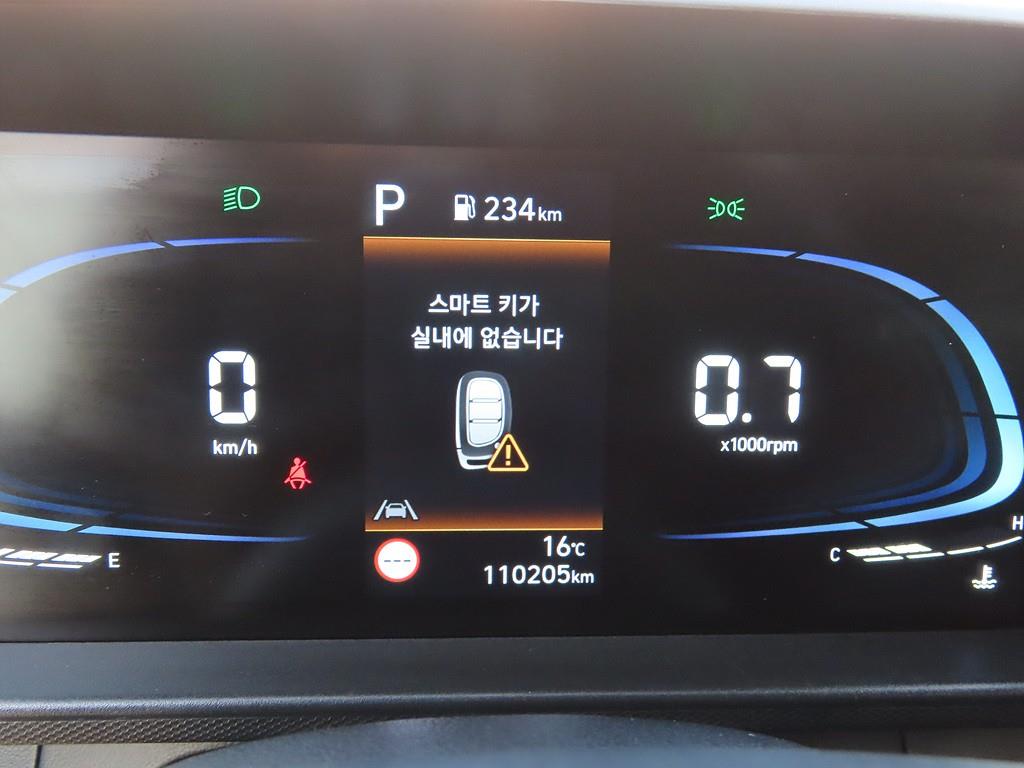 P 234km
스마트 키가
실내에 없습니다
0
km/h
0.7
x1000rpm
E
16℃
110205km
C
H